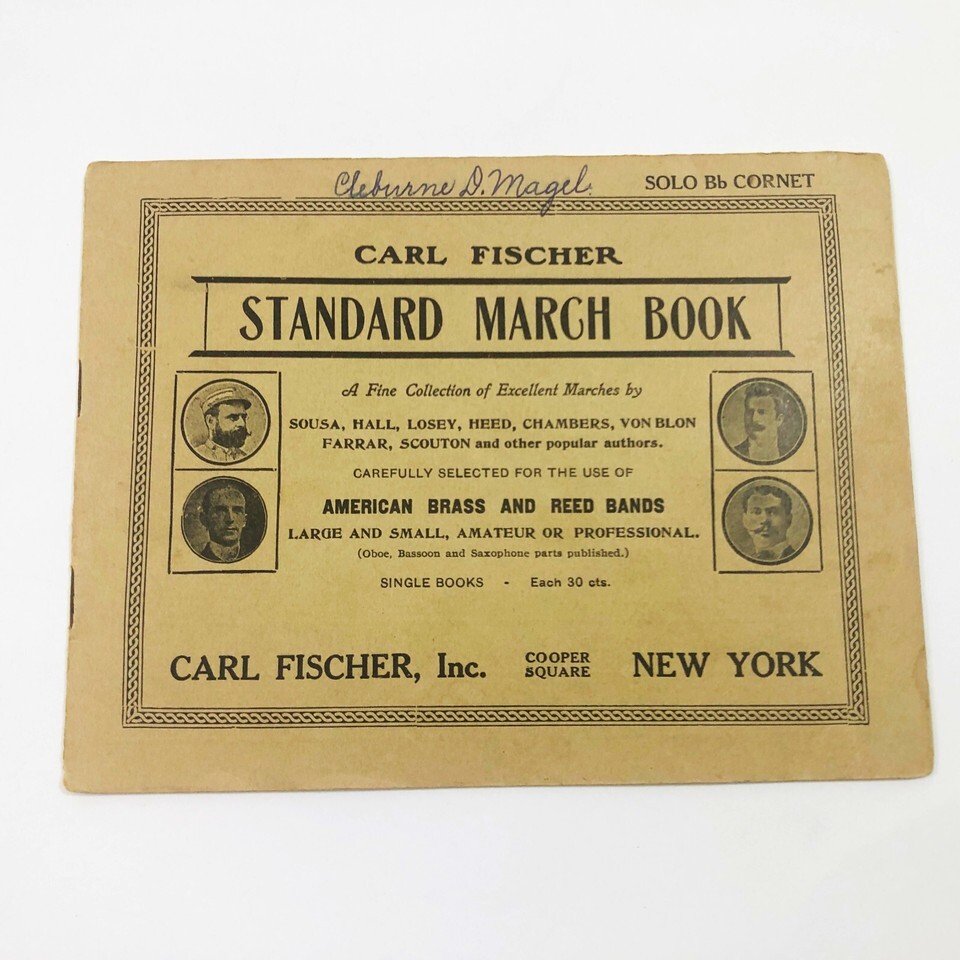 Cleburne D. Magel
SOLO Bb CORNET
CARL FISCHER
STANDARD MARCH BOOK
A Fine Collection of Excellent Marches by
SOUSA, HALL, LOSEY, HEED, CHAMBERS, VON BLON
FARRAR, SCOUTON and other popular authors.
CAREFULLY SELECTED FOR THE USE OF
AMERICAN BRASS AND REED BANDS
LARGE AND SMALL, AMATEUR OR PROFESSIONAL.
(Oboe, Bassoon and Saxophone parts published.)
SINGLE BOOKS - Each 30 cts.
CARL FISCHER, Inc. COOPER SQUARE NEW YORK